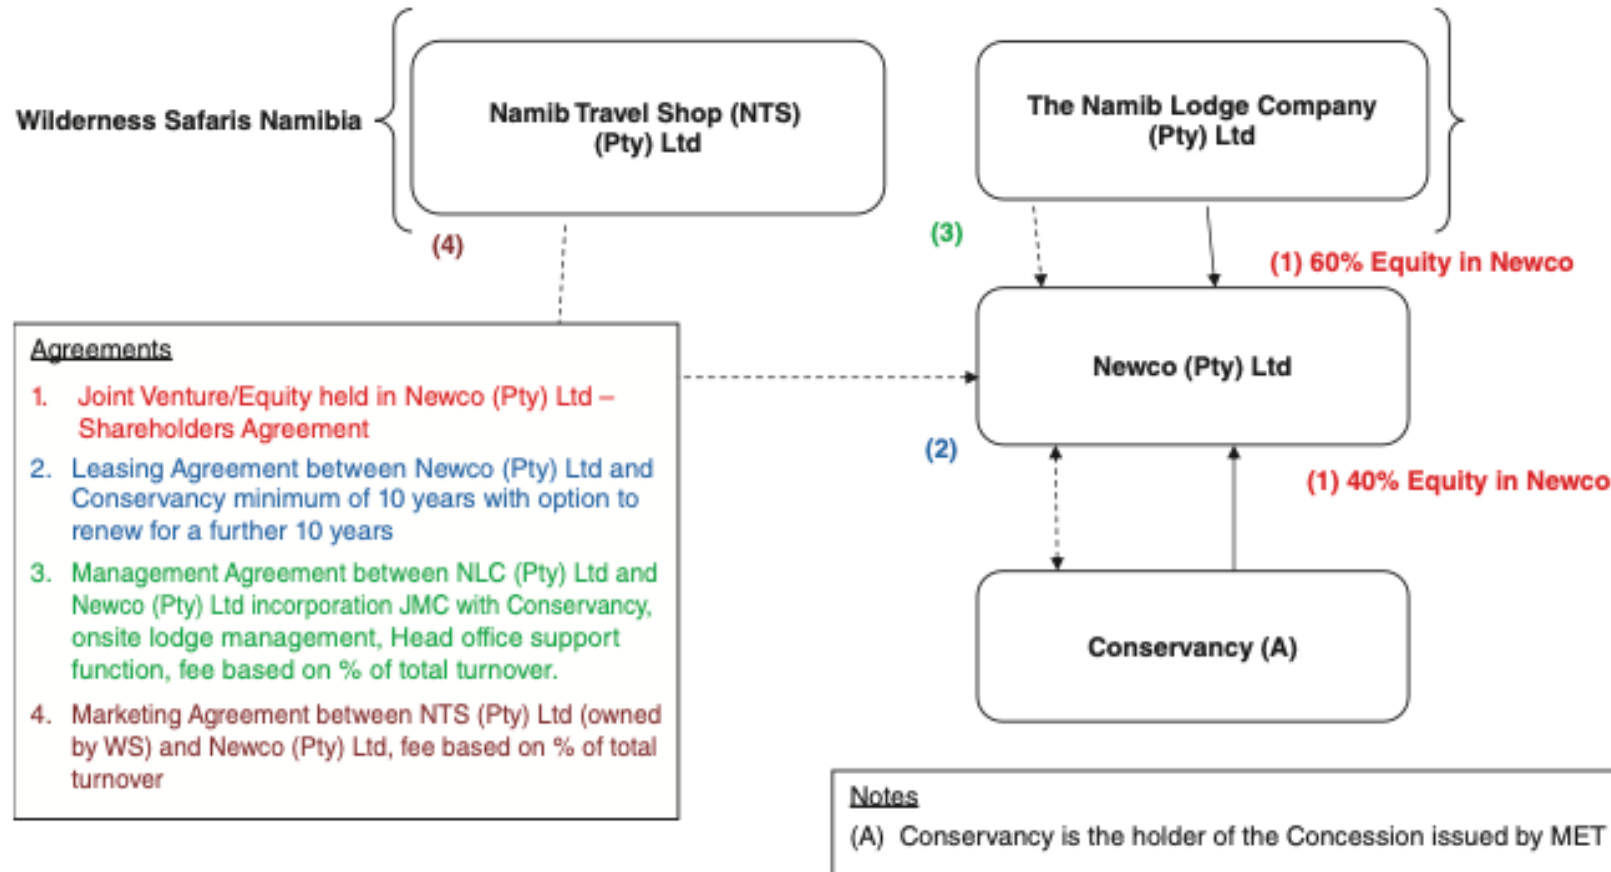 Wilderness Safaris Namibia
Namib Travel Shop (NTS)
(Pty) Ltd
The Namib Lodge Company
(Pty) Ltd
(4)
(3)
(1) 60% Equity in Newco
Newco (Pty) Ltd
(2)
(1) 40% Equity in Newco
Conservancy (A)
Agreements
1. Joint Venture/Equity held in Newco (Pty) Ltd –
Shareholders Agreement
2. Leasing Agreement between Newco (Pty) Ltd and
Conservancy minimum of 10 years with option to
renew for a further 10 years
3. Management Agreement between NLC (Pty) Ltd and
Newco (Pty) Ltd incorporation JMC with Conservancy,
onsite lodge management, Head office support
function, fee based on % of total turnover.
4. Marketing Agreement between NTS (Pty) Ltd (owned
by WS) and Newco (Pty) Ltd, fee based on % of total
turnover
Notes
(A) Conservancy is the holder of the Concession issued by MET